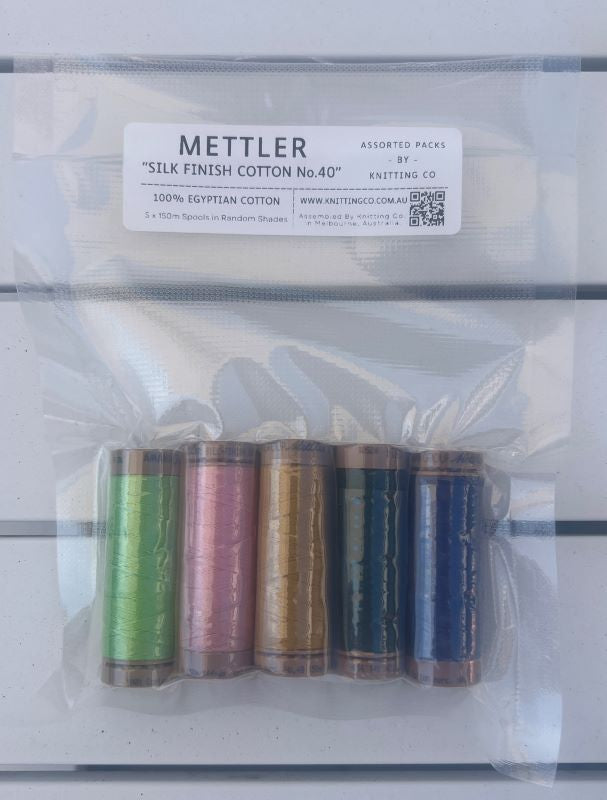 METTLER
"SILK FINISH COTTON No.40"
100% EGYPTIAN COTTON
5 x 150m Spools in Random Shades
ASSORTED PACKS
- BY -
KNITTING CO
WWW.KNITTINGCO.COM.AU
Assembled By Knitting Co.
in Melbourne, Australia.